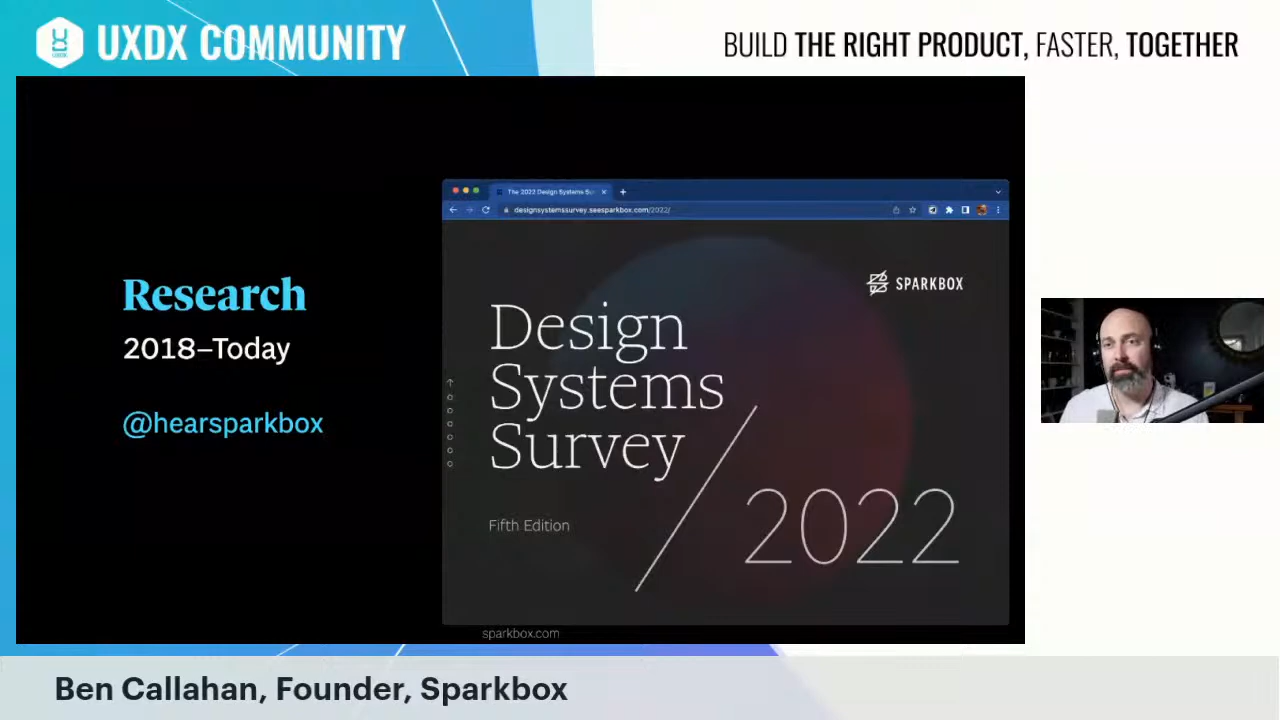 UXDX COMMUNITY
BUILD THE RIGHT PRODUCT, FASTER, TOGETHER
The 2022 Design Systems Su
designsystemssurvey.seesparkbox.com/2022/
SPARKBOX
Research
2018–Today
@hearsparkbox
Design
Systems
Survey
2022
Fifth Edition
sparkbox.com
Ben Callahan, Founder, Sparkbox